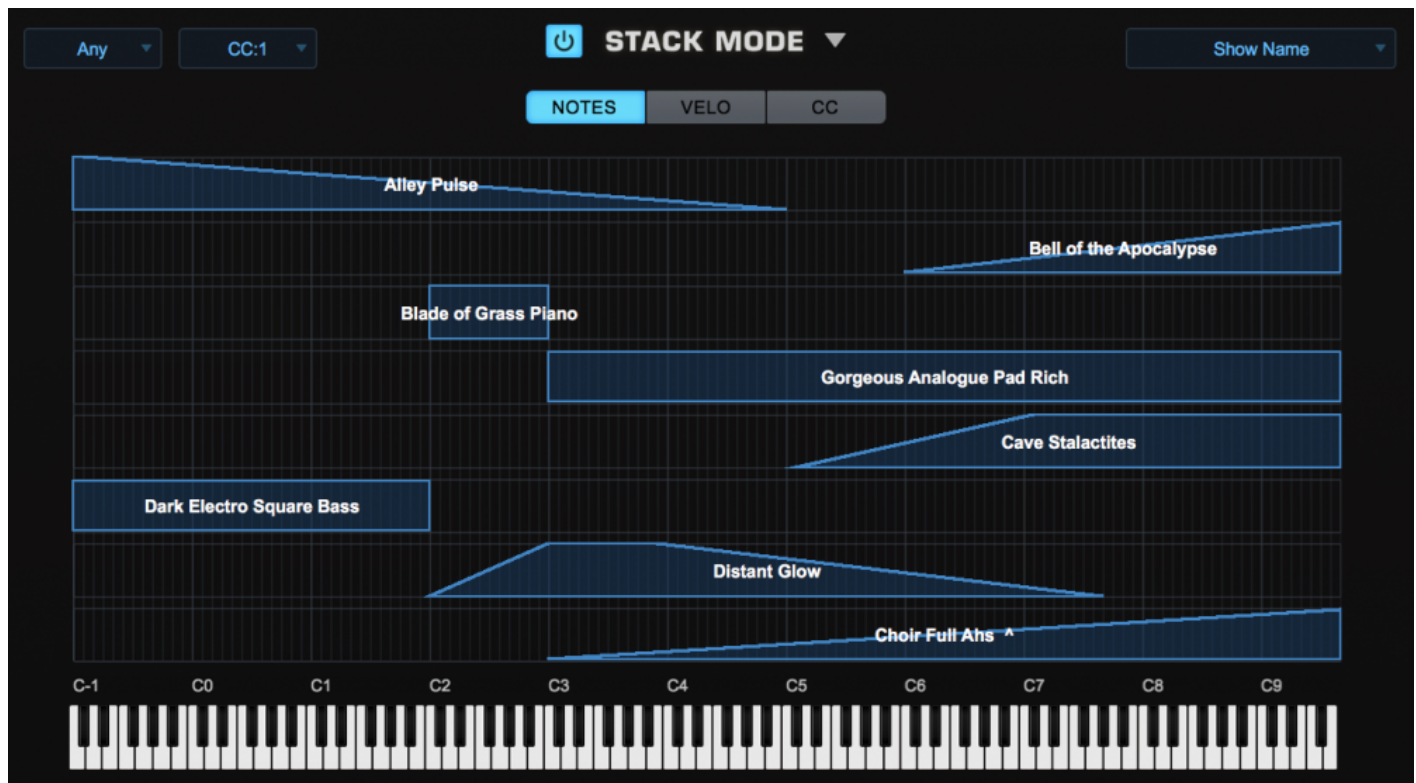 Any
CC:1
STACK MODE
Show Name
NOTES VELO CC
Alley Pulse
Bell of the Apocalypse
Blade of Grass Piano
Gorgeous Analogue Pad Rich
Cave Stalactites
Dark Electro Square Bass
Distant Glow
Choir Full Ahs ^
C-1 C0 C1 C2 C3 C4 C5 C6 C7 C8 C9